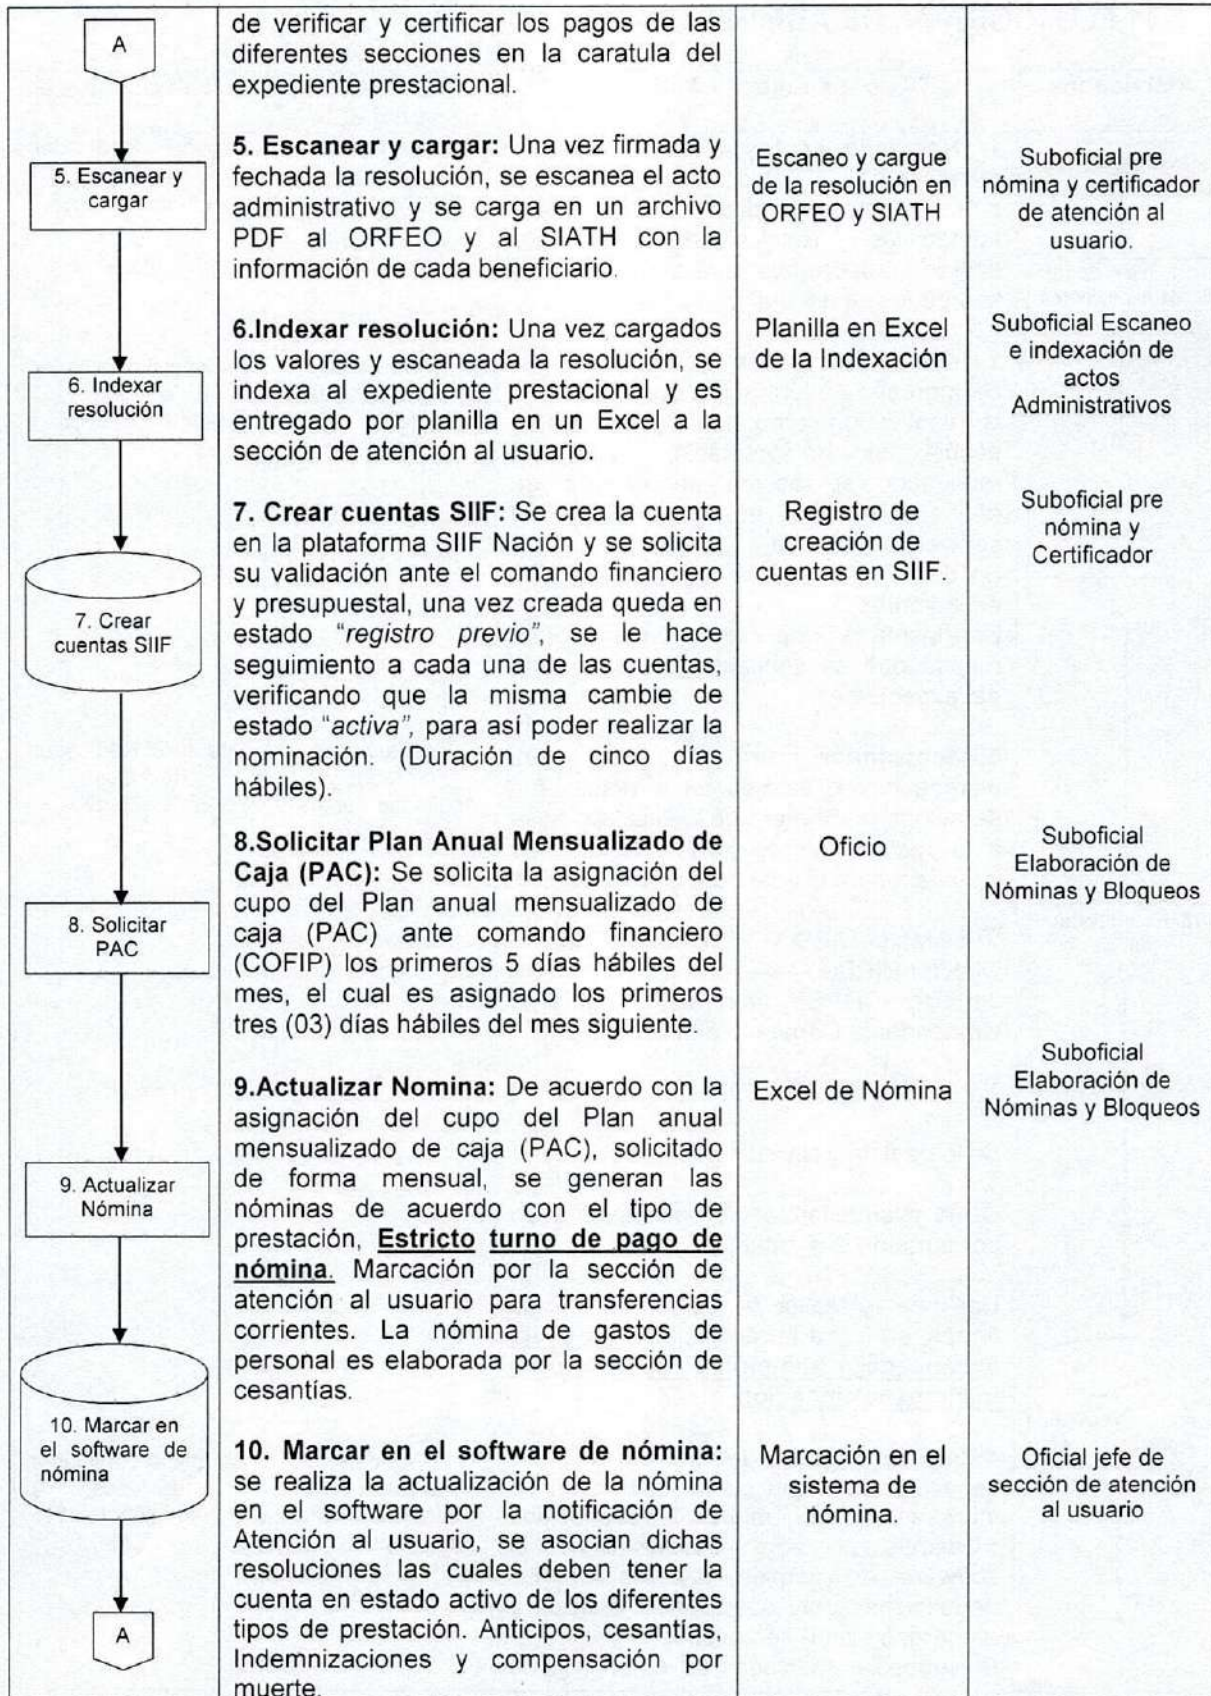 A
5. Escanear y
cargar
6. Indexar
resolución
7. Crear
cuentas SIIF
8. Solicitar
PAC
9. Actualizar
Nómina
10. Marcar en
el software de
nómina
A
de verificar y certificar los pagos de las
diferentes secciones en la caratula del
expediente prestacional.
5. Escanear y cargar: Una vez firmada y
fechada la resolución, se escanea el acto
administrativo y se carga en un archivo
PDF al ORFEO y al SIATH con la
información de cada beneficiario.
6.Indexar resolución: Una vez cargados
los valores y escaneada la resolución, se
indexa al expediente prestacional y es
entregado por planilla en un Excel a la
sección de atención al usuario.
7. Crear cuentas SIIF: Se crea la cuenta
en la plataforma SIIF Nación y se solicita
su validación ante el comando financiero
y presupuestal, una vez creada queda en
estado “registro previo”, se le hace
seguimiento a cada una de las cuentas,
verificando que la misma cambie de
estado “activa”, para así poder realizar la
nominación. (Duración de cinco días
hábiles).
8.Solicitar Plan Anual Mensualizado de
Caja (PAC): Se solicita la asignación del
cupo del Plan anual mensualizado de
caja (PAC) ante comando financiero
(COFIP) los primeros 5 días hábiles del
mes, el cual es asignado los primeros
tres (03) días hábiles del mes siguiente.
9.Actualizar Nomina: De acuerdo con la
asignación del cupo del Plan anual
mensualizado de caja (PAC), solicitado
de forma mensual, se generan las
nóminas de acuerdo con el tipo de
prestación, Estricto turno de pago de
nómina. Marcación por la sección de
atención al usuario para transferencias
corrientes. La nómina de gastos de
personal es elaborada por la sección de
cesantías.
10. Marcar en el software de nómina:
se realiza la actualización de la nómina
en el software por la notificación de
Atención al usuario, se asocian dichas
resoluciones las cuales deben tener la
cuenta en estado activo de los diferentes
tipos de prestación. Anticipos, cesantías,
Indemnizaciones y compensación por
muerte.
Escaneo y cargue
de la resolución en
ORFEO y SIATH
Planilla en Excel
de la Indexación
Registro de
creación de
cuentas en SIIF.
Oficio
Excel de Nómina
Marcación en el
sistema de
nómina.
Suboficial pre
nómina y certificador
de atención al
usuario.
Suboficial Escaneo
e indexación de
actos
Administrativos
Suboficial pre
nómina y
Certificador
Suboficial
Elaboración de
Nóminas y Bloqueos
Suboficial
Elaboración de
Nóminas y Bloqueos
Oficial jefe de
sección de atención
al usuario